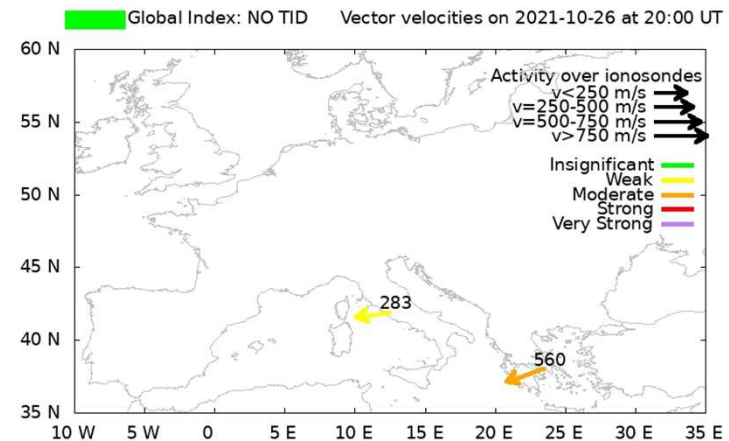 Global Index: NO TID Vector velocities on 2021-10-26 at 20:00 UT
60 N
Activity over ionosondes
v<250 m/s
v=250-500 m/s
55 N
v=500-750 m/s
v>750 m/s
Insignificant
Weak
50 N
Moderate
Strong
Very Strong
45 N
283
40 N
560
35 N
10 W 5 W 0 5 E 10 E 15 E 20 E 25 E 30 E 35 E